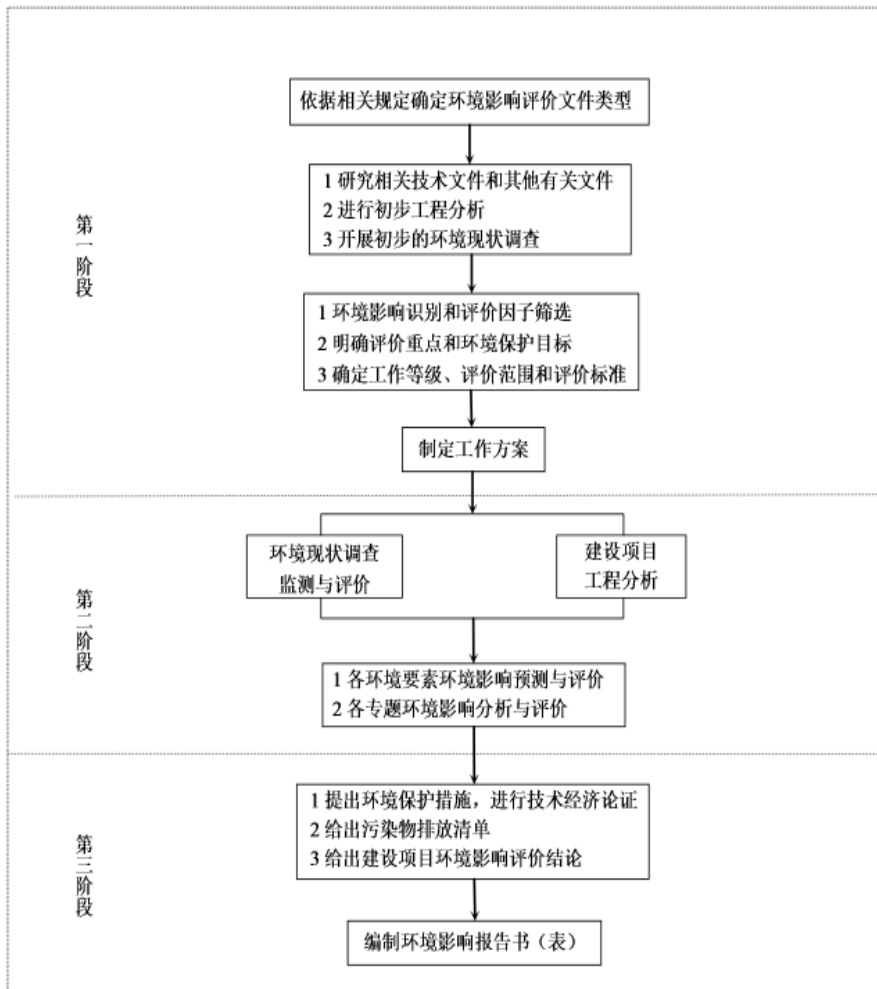 依据相关规定确定环境影响评价文件类型
1 研究相关技术文件和其他有关文件
2 进行初步工程分析
3 开展初步的环境现状调查
第一阶段
1 环境影响识别和评价因子筛选
2 明确评价重点和环境保护目标
3 确定工作等级、评价范围和评价标准
制定工作方案
环境现状调查
监测与评价
建设项目
工程分析
第二阶段
1 各环境要素环境影响预测与评价
2 各专题环境影响分析与评价
1 提出环境保护措施，进行技术经济论证
2 给出污染物排放清单
3 给出建设项目环境影响评价结论
第三阶段
编制环境影响报告书（表）